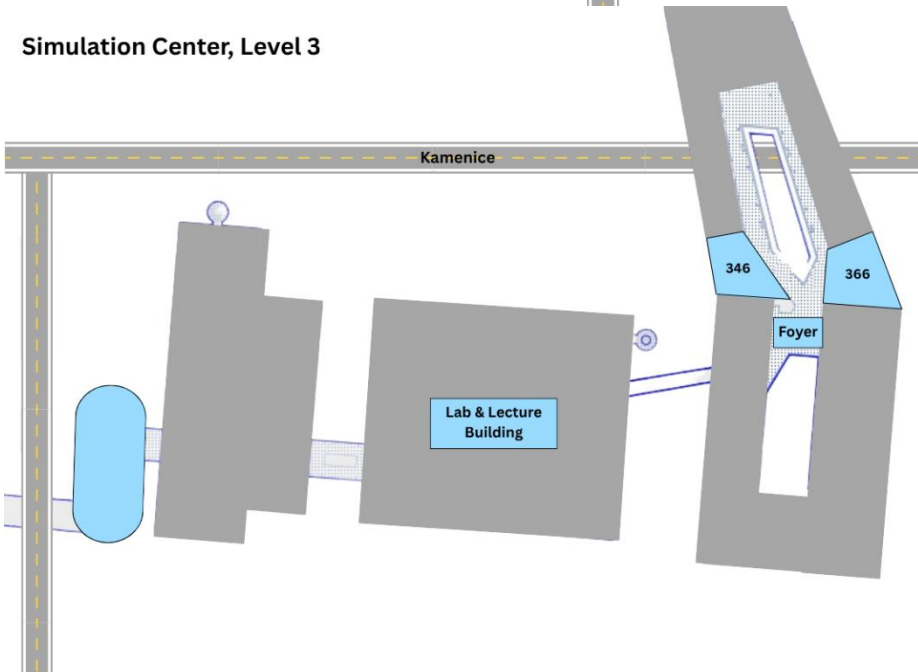 Simulation Center, Level 3
Kamenice
346
366
Foyer
Lab & Lecture
Building